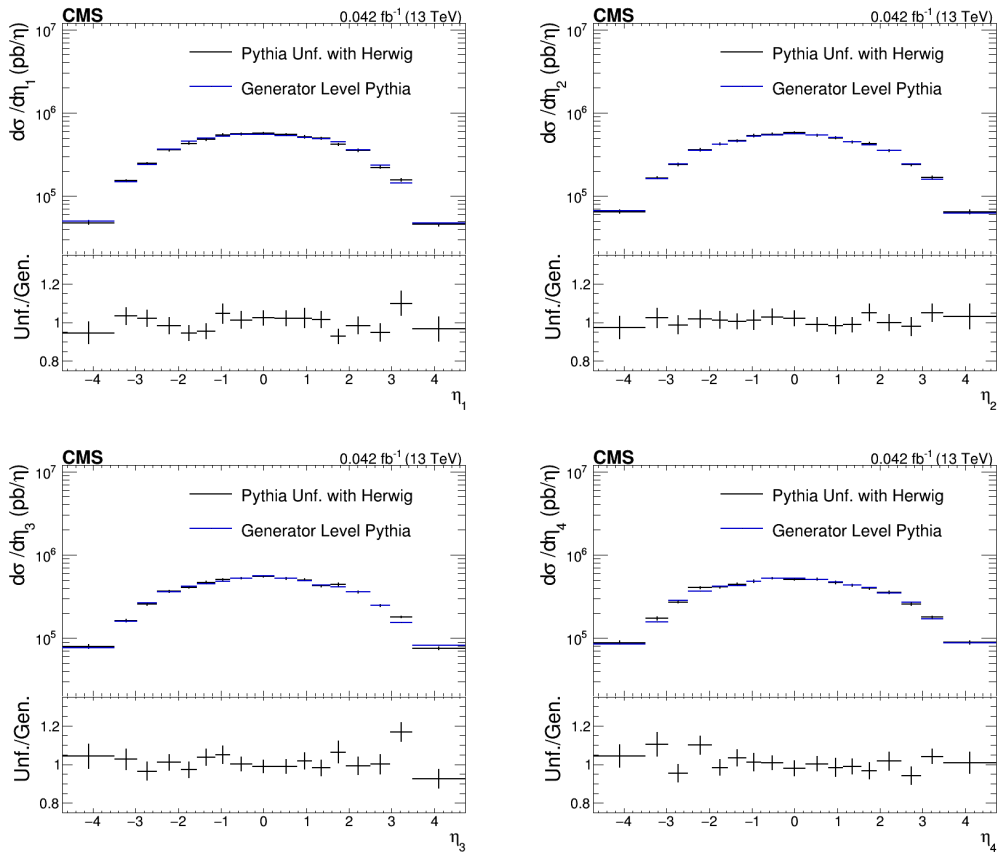 CMS 0.042 fb⁻¹ (13 TeV)
dσ/dη₁ (pb/η)
10⁷
10⁶
10⁵
Pythia Unf. with Herwig
Generator Level Pythia
Unf./Gen.
1.2
1
0.8
−4 −3 −2 −1 0 1 2 3 4
η₁
CMS 0.042 fb⁻¹ (13 TeV)
dσ/dη₂ (pb/η)
10⁷
10⁶
10⁵
Pythia Unf. with Herwig
Generator Level Pythia
Unf./Gen.
1.2
1
0.8
−4 −3 −2 −1 0 1 2 3 4
η₂
CMS 0.042 fb⁻¹ (13 TeV)
dσ/dη₃ (pb/η)
10⁷
10⁶
10⁵
Pythia Unf. with Herwig
Generator Level Pythia
Unf./Gen.
1.2
1
0.8
−4 −3 −2 −1 0 1 2 3 4
η₃
CMS 0.042 fb⁻¹ (13 TeV)
dσ/dη₄ (pb/η)
10⁷
10⁶
10⁵
Pythia Unf. with Herwig
Generator Level Pythia
Unf./Gen.
1.2
1
0.8
−4 −3 −2 −1 0 1 2 3 4
η₄